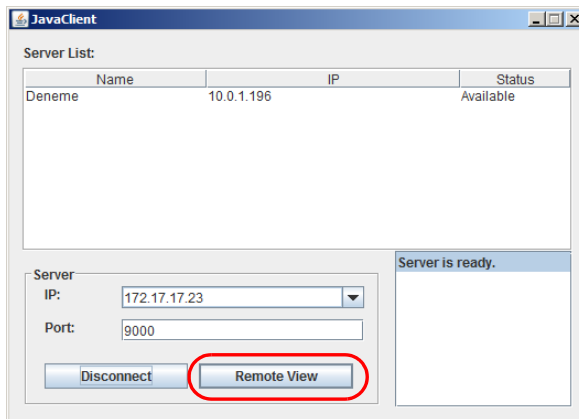 JavaClient
Server List:
Name IP Status
Deneme 10.0.1.196 Available
Server is ready.
Server
IP: 172.17.17.23
Port: 9000
Disconnect Remote View